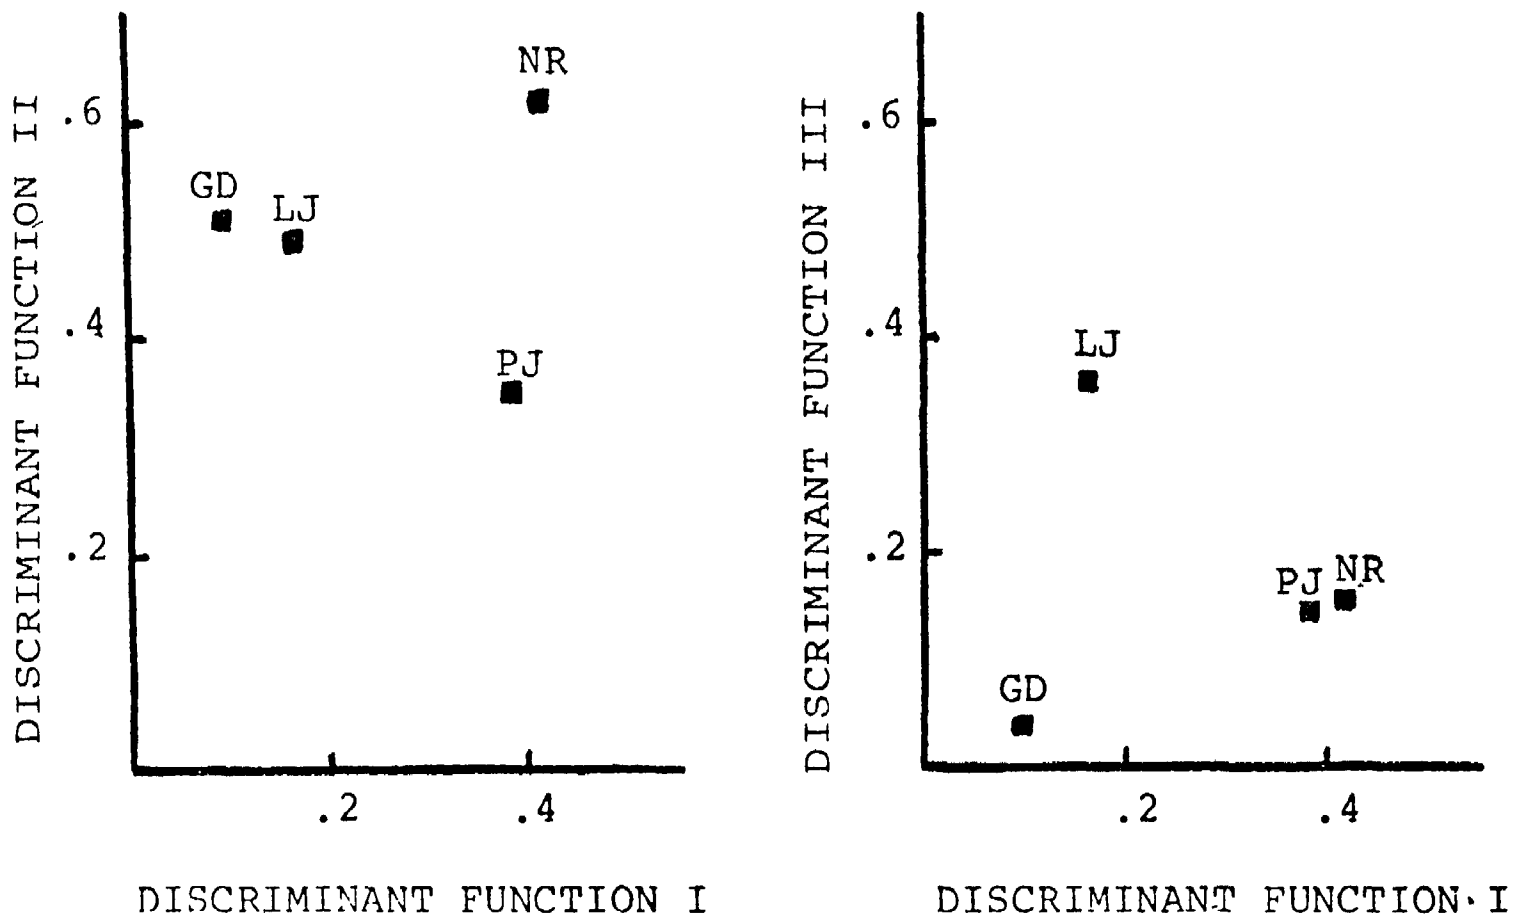 DISCRIMINANT FUNCTION II
.6
.4
.2
NR
GD
LJ
PJ
.2
.4
DISCRIMINANT FUNCTION I
DISCRIMINANT FUNCTION III
.6
.4
.2
LJ
PJ
NR
GD
.2
.4
DISCRIMINANT FUNCTION I